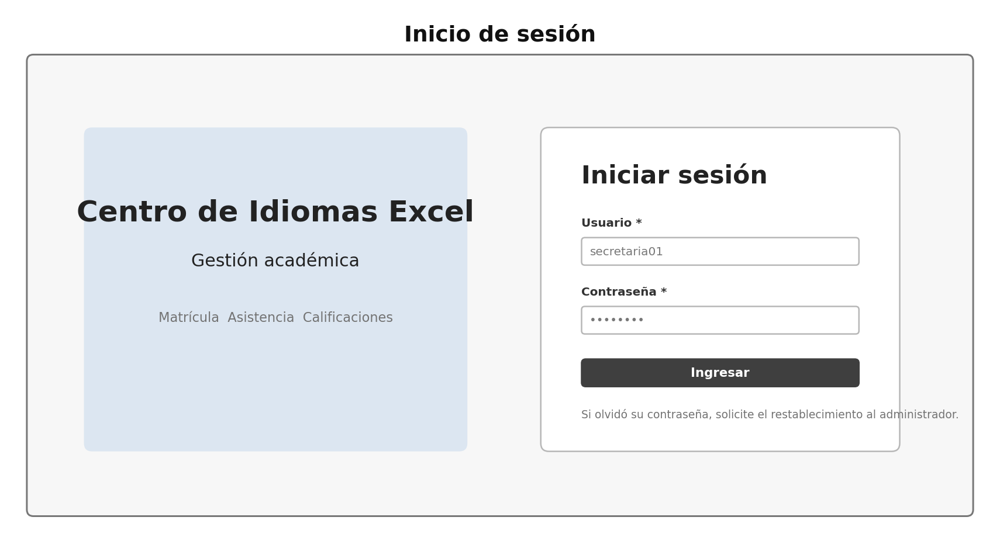 Inicio de sesión
Centro de Idiomas Excel
Gestión académica
Matrícula  Asistencia  Calificaciones
Iniciar sesión
Usuario *
secretaria01
Contraseña *
••••••••
Ingresar
Si olvidó su contraseña, solicite el restablecimiento al administrador.